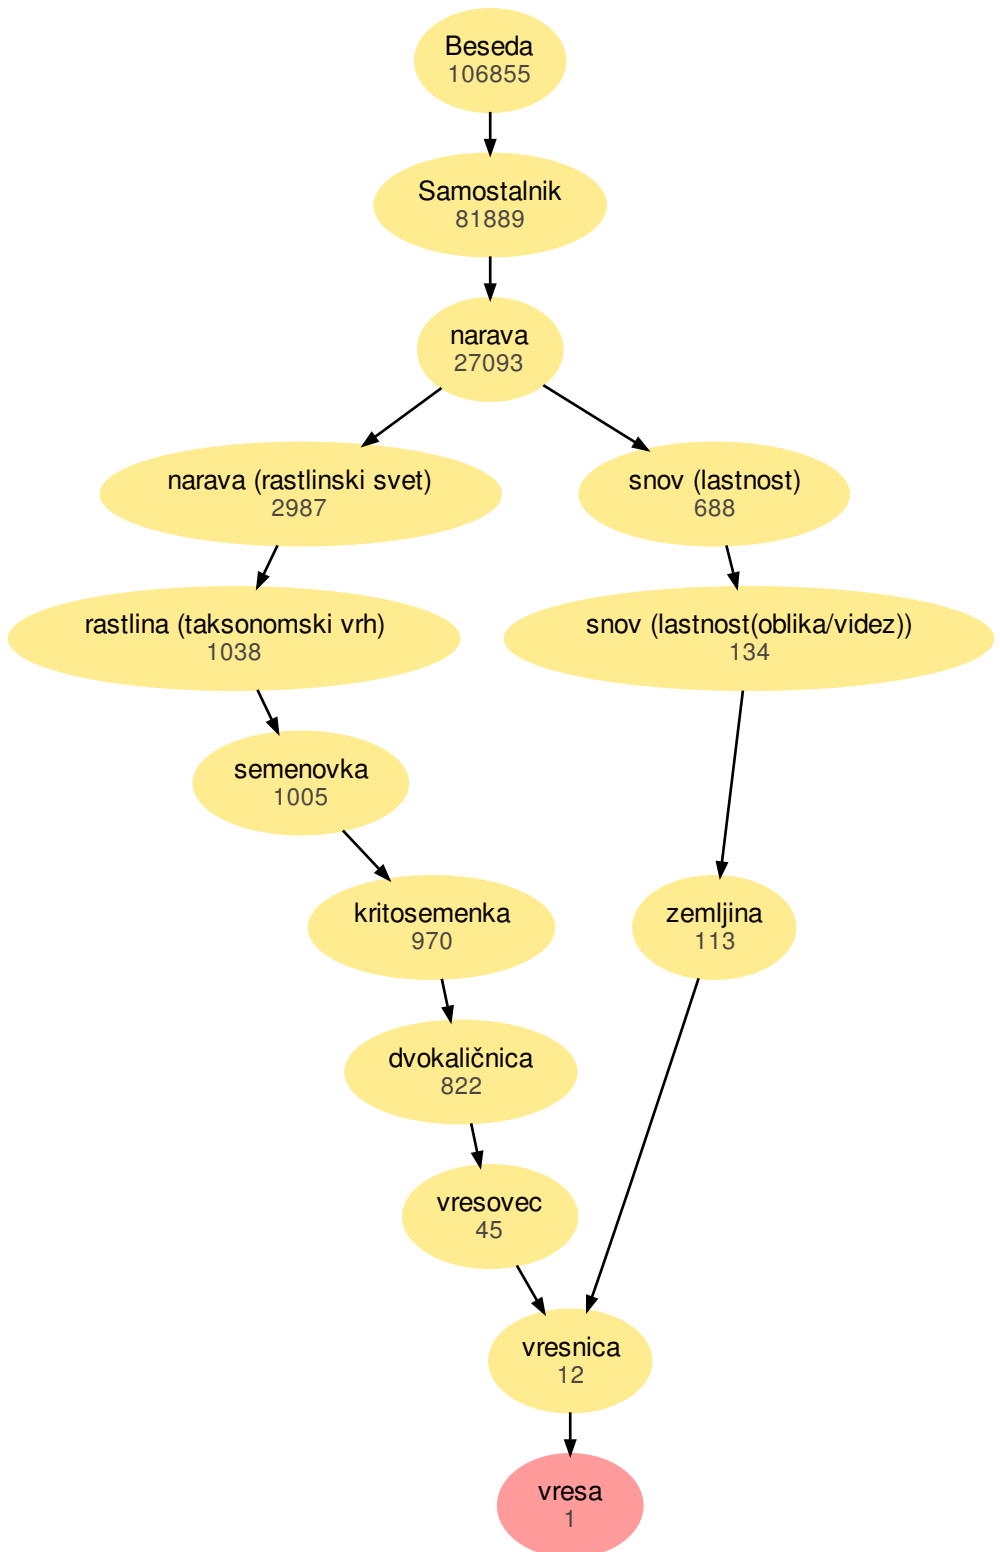 Beseda
106855
Samostalnik
81889
narava
27093
narava (rastlinski svet)
2987
snov (lastnost)
688
rastlina (taksonomski vrh)
1038
snov (lastnost(oblika/videz))
134
semenovka
1005
kritosemenka
970
zemljina
113
dvokaličnica
822
vresovec
45
vresnica
12
vresa
1